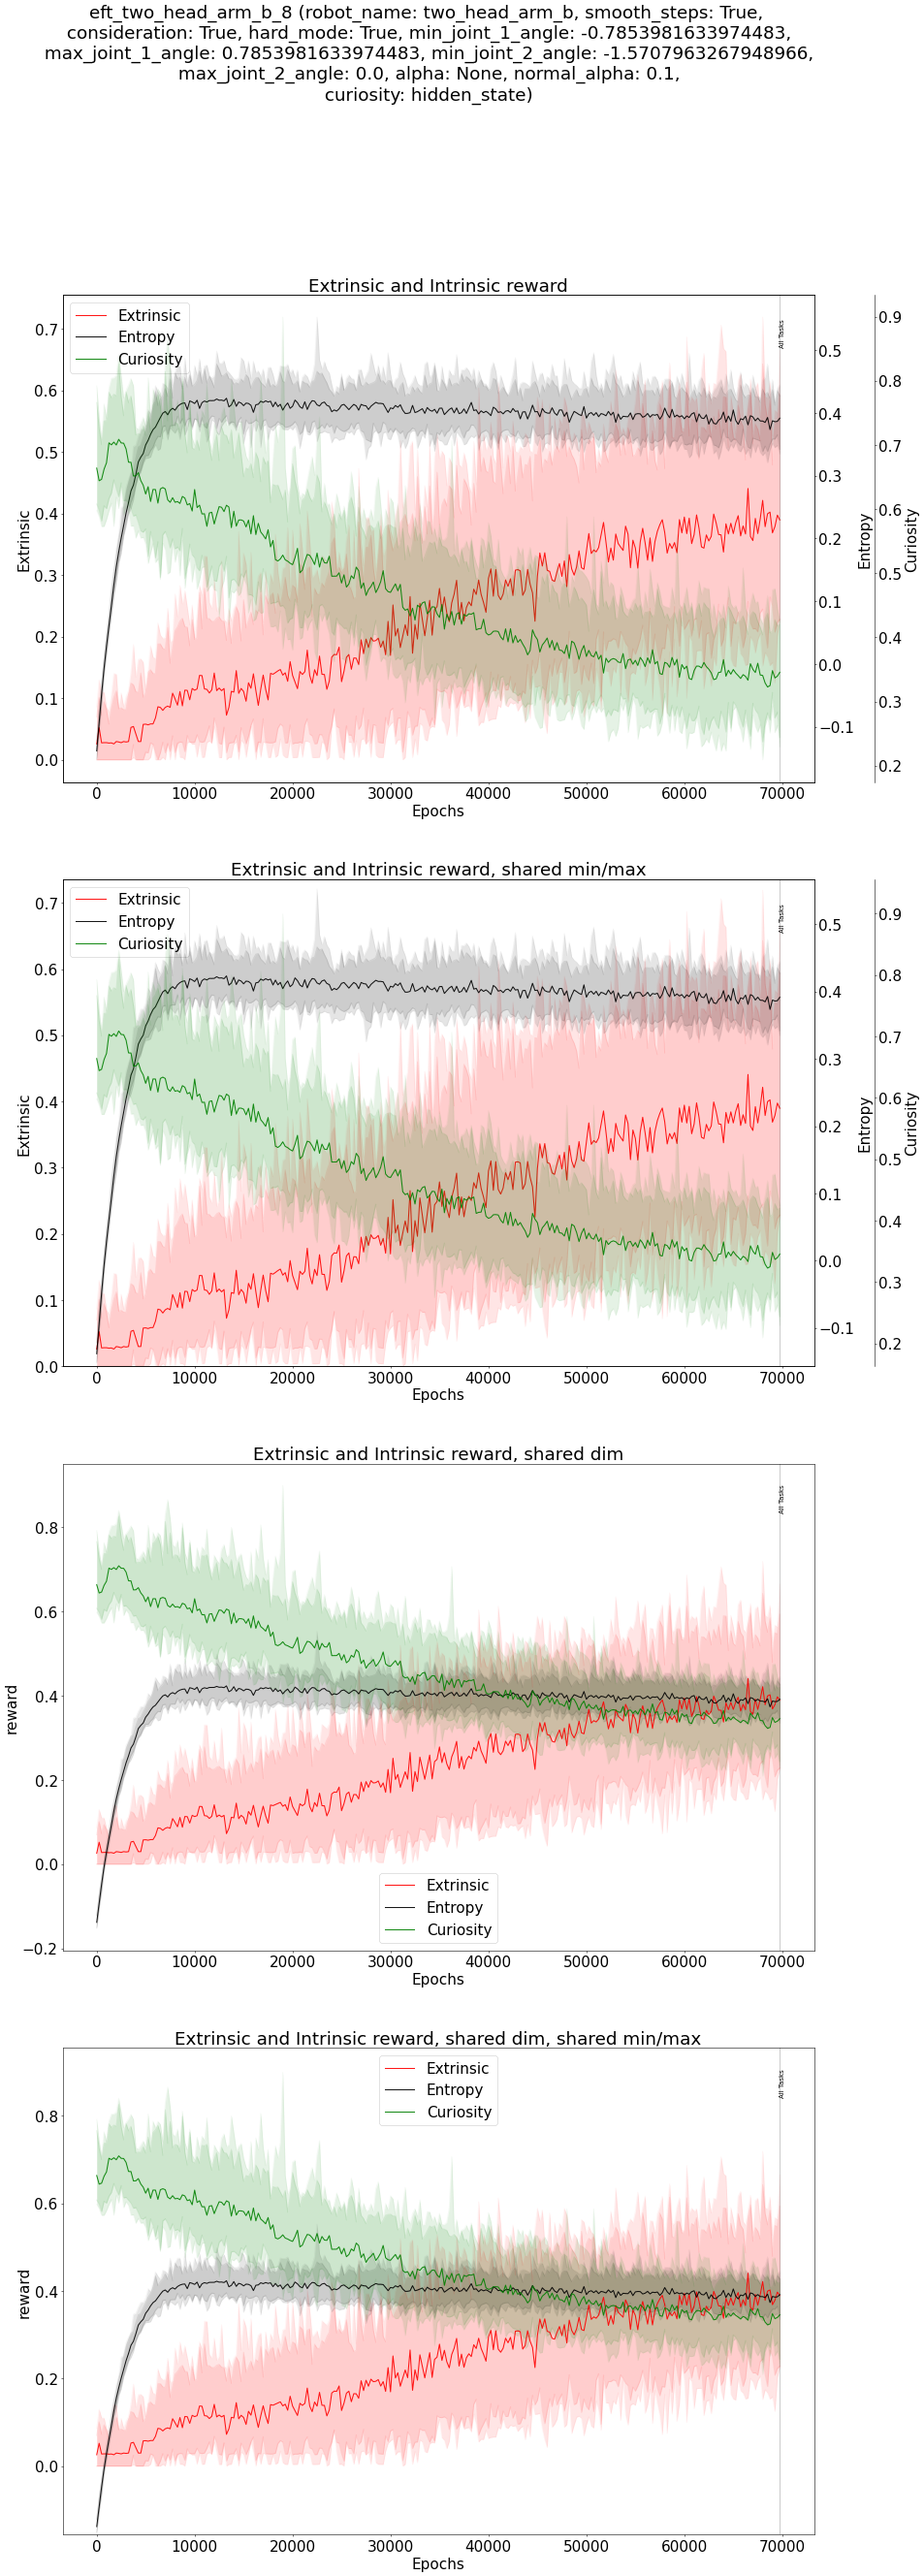 eft_two_head_arm_b_8 (robot_name: two_head_arm_b, smooth_steps: True,
consideration: True, hard_mode: True, min_joint_1_angle: -0.7853981633974483,
max_joint_1_angle: 0.7853981633974483, min_joint_2_angle: -1.5707963267948966,
max_joint_2_angle: 0.0, alpha: None, normal_alpha: 0.1,
curiosity: hidden_state)
Extrinsic and Intrinsic reward
Extrinsic
Entropy
Curiosity
All Tasks
0.7
0.6
0.5
0.4
0.3
0.2
0.1
0.0
Extrinsic
0.5
0.4
0.3
0.2
0.1
0.0
−0.1
Entropy
0.9
0.8
0.7
0.6
0.5
0.4
0.3
0.2
Curiosity
0 10000 20000 30000 40000 50000 60000 70000
Epochs
Extrinsic and Intrinsic reward, shared min/max
Extrinsic
Entropy
Curiosity
All Tasks
0.7
0.6
0.5
0.4
0.3
0.2
0.1
0.0
Extrinsic
0.5
0.4
0.3
0.2
0.1
0.0
−0.1
Entropy
0.9
0.8
0.7
0.6
0.5
0.4
0.3
0.2
Curiosity
0 10000 20000 30000 40000 50000 60000 70000
Epochs
Extrinsic and Intrinsic reward, shared dim
All Tasks
0.8
0.6
0.4
0.2
0.0
−0.2
reward
Extrinsic
Entropy
Curiosity
0 10000 20000 30000 40000 50000 60000 70000
Epochs
Extrinsic and Intrinsic reward, shared dim, shared min/max
Extrinsic
Entropy
Curiosity
All Tasks
0.8
0.6
0.4
0.2
0.0
reward
0 10000 20000 30000 40000 50000 60000 70000
Epochs